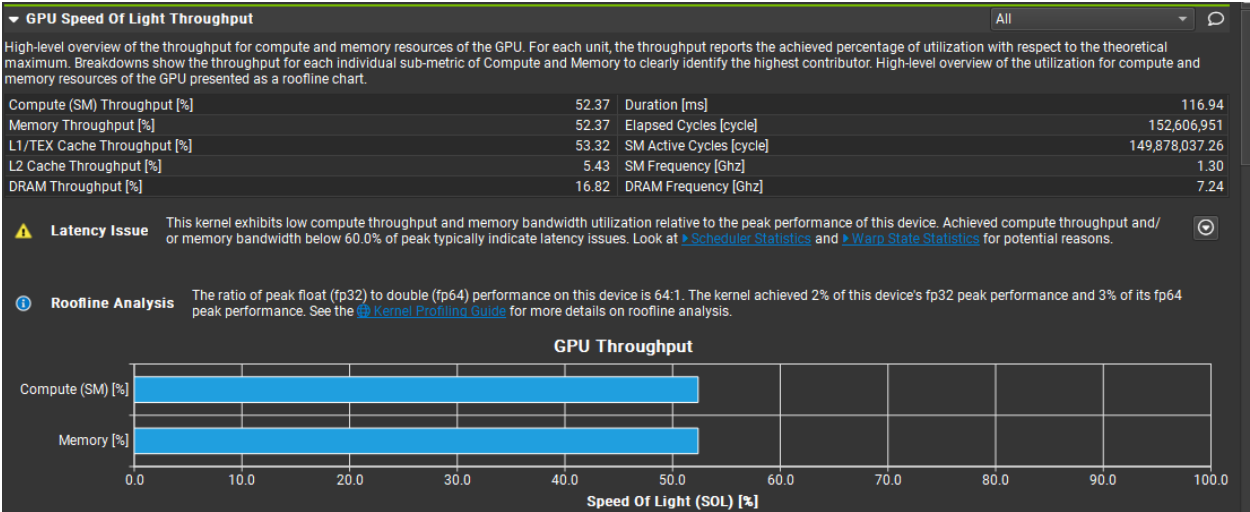 GPU Speed Of Light Throughput
All
High-level overview of the throughput for compute and memory resources of the GPU. For each unit, the throughput reports the achieved percentage of utilization with respect to the theoretical
maximum. Breakdowns show the throughput for each individual sub-metric of Compute and Memory to clearly identify the highest contributor. High-level overview of the utilization for compute and
memory resources of the GPU presented as a roofline chart.
Compute (SM) Throughput [%] 52.37 Duration [ms] 116.94
Memory Throughput [%] 52.37 Elapsed Cycles [cycle] 152,606,951
L1/TEX Cache Throughput [%] 53.32 SM Active Cycles [cycle] 149,878,037.26
L2 Cache Throughput [%] 5.43 SM Frequency [Ghz] 1.30
DRAM Throughput [%] 16.82 DRAM Frequency [Ghz] 7.24
Latency Issue
This kernel exhibits low compute throughput and memory bandwidth utilization relative to the peak performance of this device. Achieved compute throughput and/
or memory bandwidth below 60.0% of peak typically indicate latency issues. Look at Scheduler Statistics and Warp State Statistics for potential reasons.
Roofline Analysis
The ratio of peak float (fp32) to double (fp64) performance on this device is 64:1. The kernel achieved 2% of this device's fp32 peak performance and 3% of its fp64
peak performance. See the Kernel Profiling Guide for more details on roofline analysis.
GPU Throughput
Compute (SM) [%]
Memory [%]
0.0 10.0 20.0 30.0 40.0 50.0 60.0 70.0 80.0 90.0 100.0
Speed Of Light (SOL) [%]